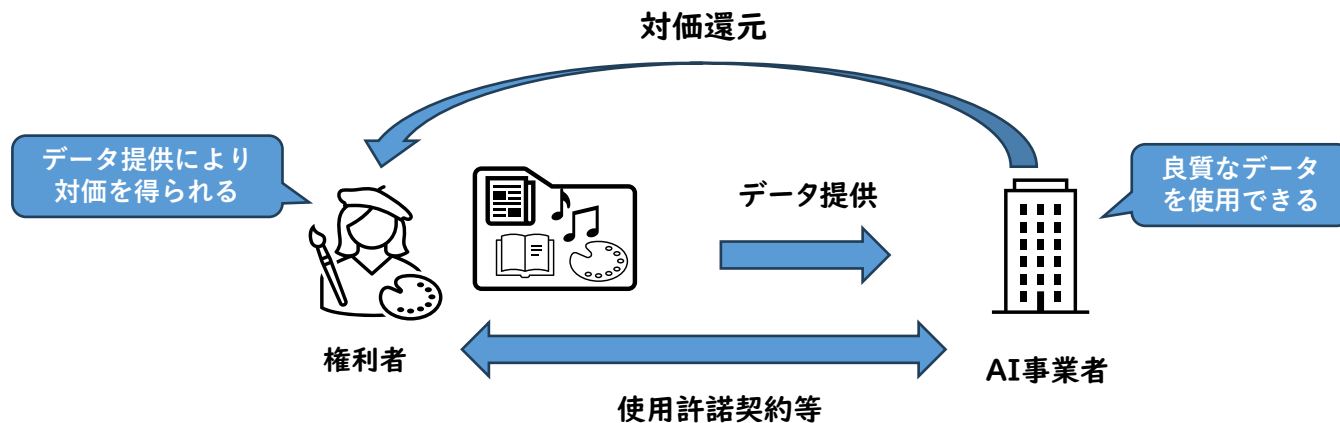 対価還元
データ提供により
対価を得られる
良質なデータ
を使用できる
データ提供
権利者
AI事業者
使用許諾契約等